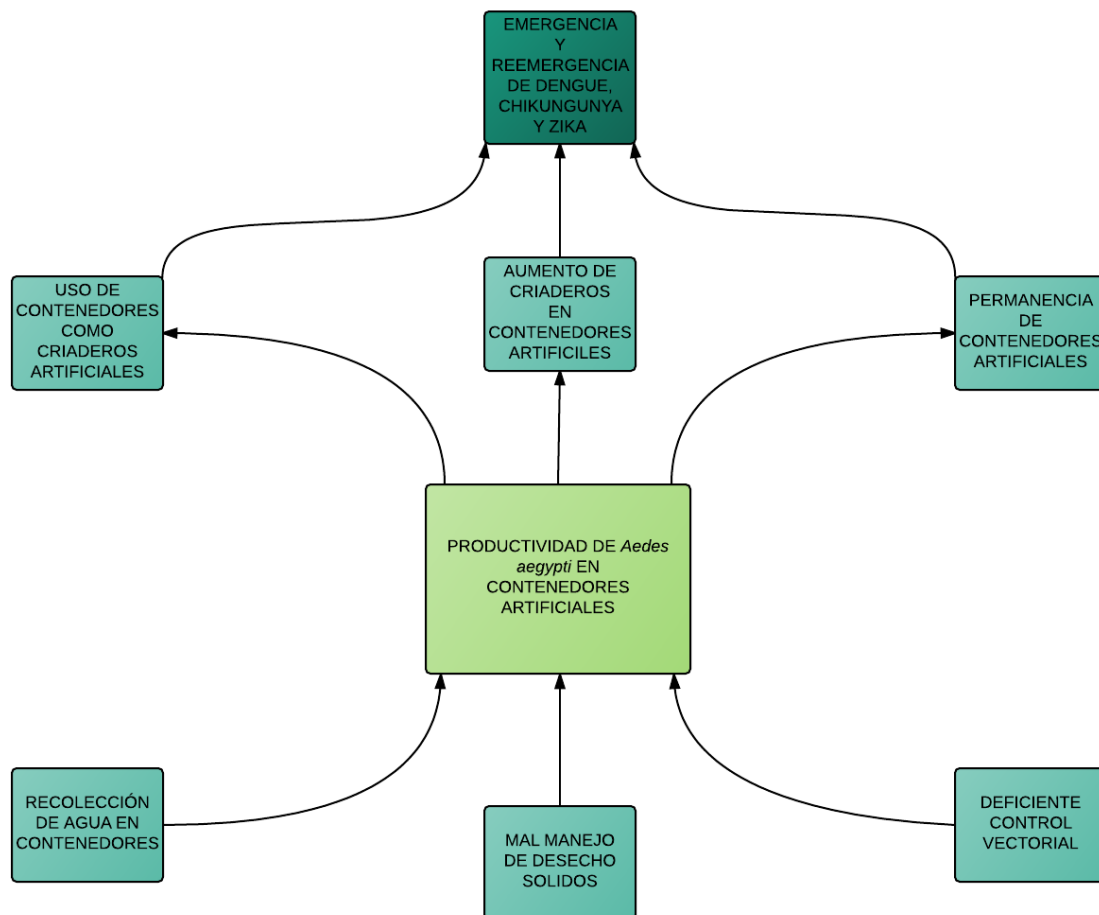 EMERGENCIA
Y
REEMERGENCIA
DE DENGUE,
CHIKUNGUNYA
Y ZIKA
USO DE
CONTENEDORES
COMO
CRIADEROS
ARTIFICIALES
AUMENTO DE
CRIADEROS
EN
CONTENEDORES
ARTIFICILES
PERMANENCIA
DE
CONTENEDORES
ARTIFICIALES
PRODUCTIVIDAD DE Aedes
aegypti EN
CONTENEDORES
ARTIFICIALES
RECOLECCIÓN
DE AGUA EN
CONTENEDORES
MAL MANEJO
DE DESECHO
SOLIDOS
DEFICIENTE
CONTROL
VECTORIAL